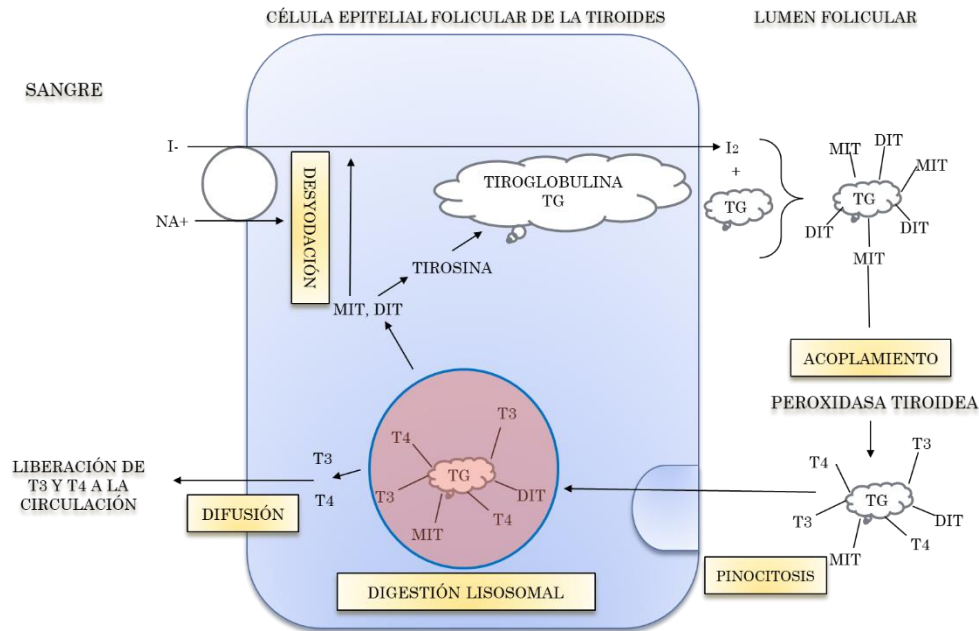 CÉLULA EPITELIAL FOLICULAR DE LA TIROIDES
LUMEN FOLICULAR
SANGRE
I-
NA+
DESYODACIÓN
TIROGLOBULINA
TG
TIROSINA
MIT, DIT
I2
+
TG
MIT
DIT
MIT
TG
DIT
DIT
MIT
ACOPLAMIENTO
PEROXIDASA TIROIDEA
T3
T4
TG
T3
DIT
T4
MIT
PINOCITOSIS
T3
T4
TG
T3
DIT
T4
MIT
DIGESTIÓN LISOSOMAL
T3
T4
DIFUSIÓN
LIBERACIÓN DE
T3 Y T4 A LA
CIRCULACIÓN